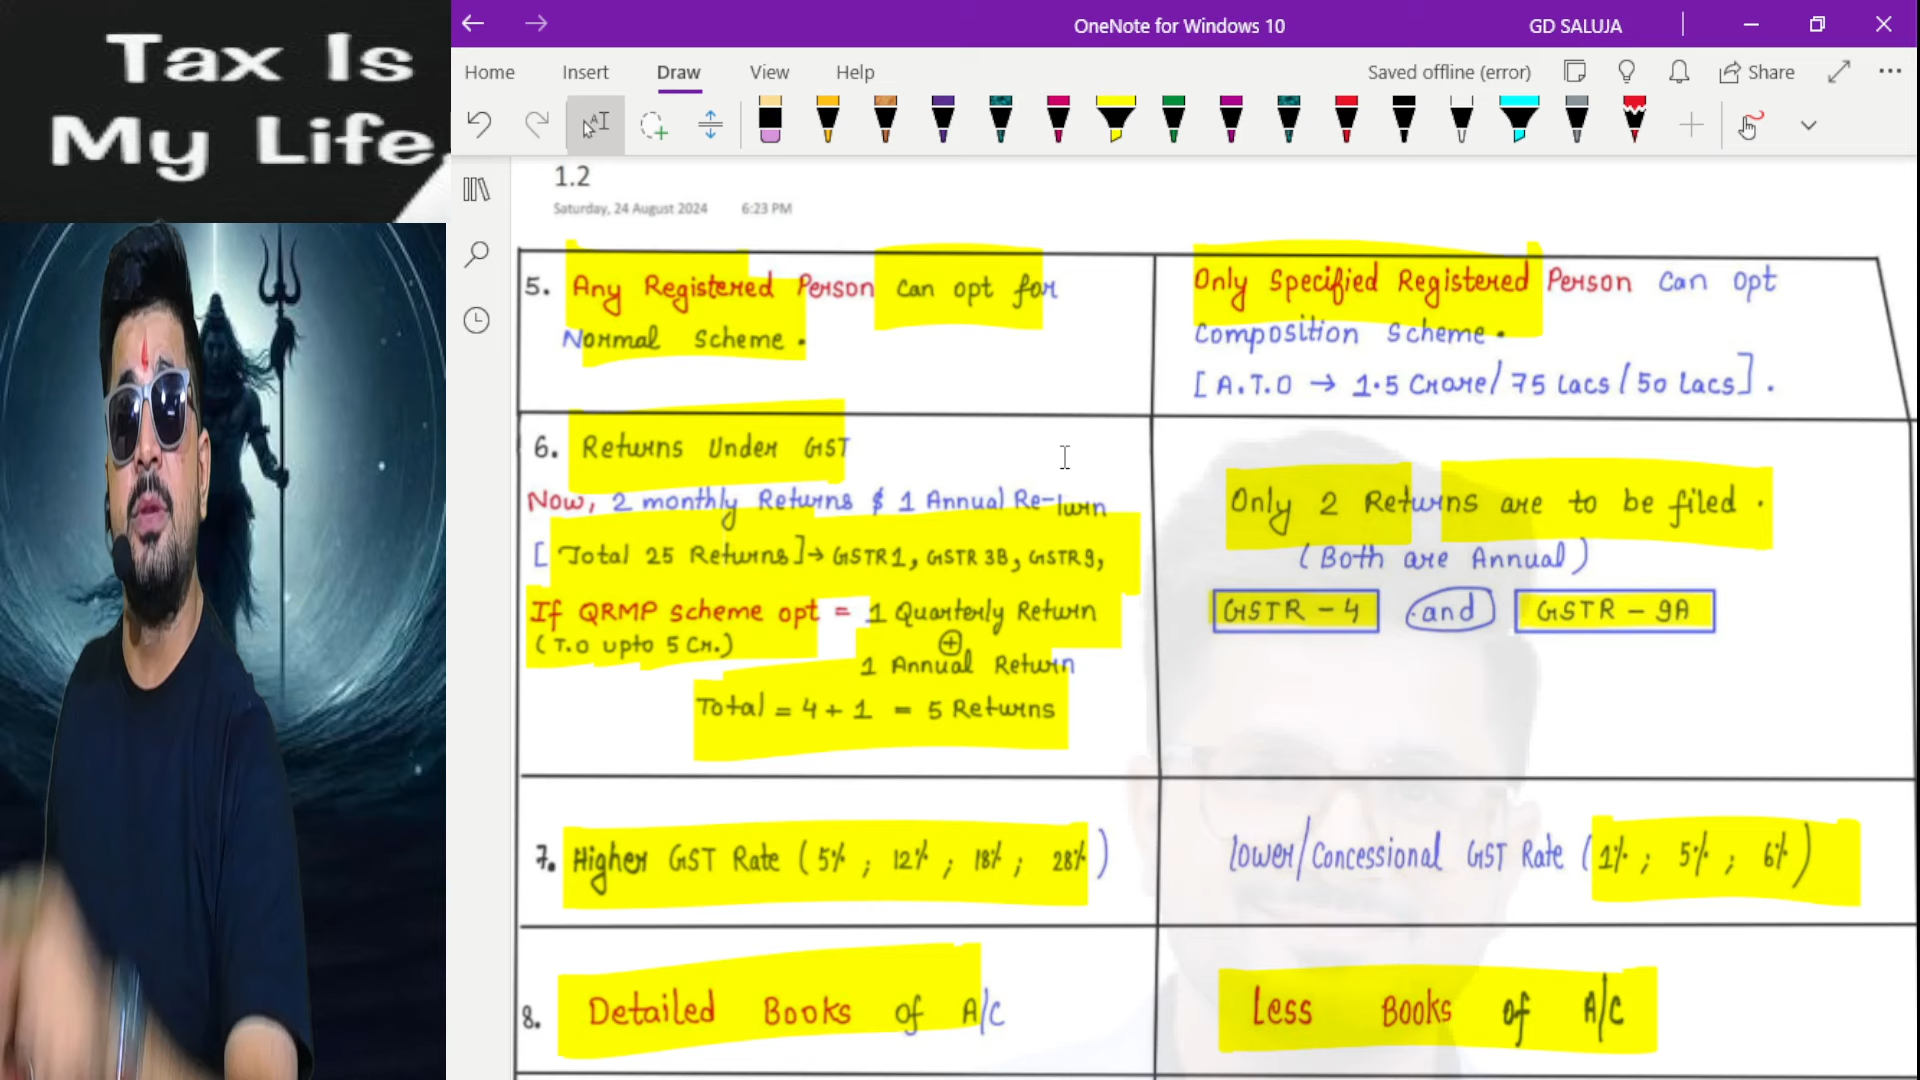 Tax Is
My Life.
OneNote for Windows 10
GD SALUJA
Home
Insert
Draw
View
Help
Saved offline (error)
Share
1.2
Saturday, 24 August 2024
6:23 PM
5. Any Registered Person Can opt for
Normal Scheme.
Only Specified Registered Person Can Opt
Composition Scheme.
[A.T.O → 1.5 Crore/75 Lacs/50 Lacs].
6. Returns Under GST
Now, 2 monthly Returns & 1 Annual Re-turn
[Total 25 Returns] → GSTR1, GSTR 3B, GSTR9,
If QRMP scheme opt = 1 Quarterly Return
(T.O upto 5 Cr.) +
1 Annual Return
Total = 4 + 1 = 5 Returns
Only 2 Returns are to be filed.
(Both are Annual)
GSTR - 4 and GSTR - 9A
7. Higher GST Rate (5%, 12%, 18%, 28%)
Lower/Concessional GST Rate (1%; 5%; 6%)
8. Detailed Books of A/C
Less Books of A/C